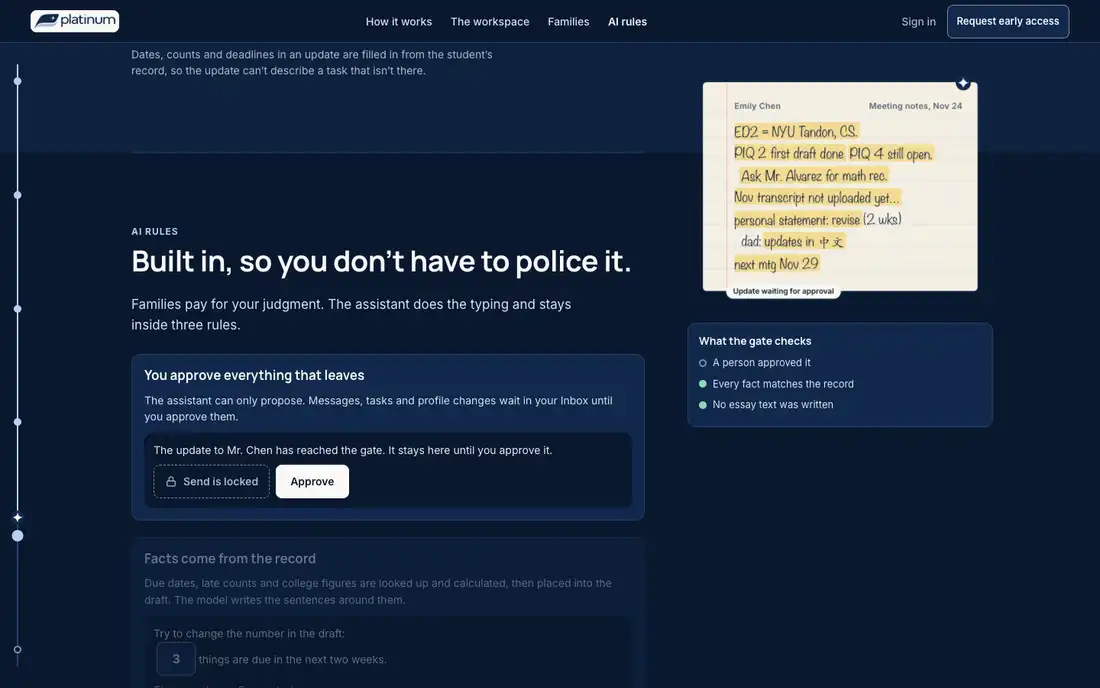 platinum
How it works
The workspace
Families
AI rules
Sign in
Request early access
Dates, counts and deadlines in an update are filled in from the student's
record, so the update can't describe a task that isn't there.
AI RULES
Built in, so you don't have to police it.
Families pay for your judgment. The assistant does the typing and stays
inside three rules.
You approve everything that leaves
The assistant can only propose. Messages, tasks and profile changes wait in your Inbox until
you approve them.
The update to Mr. Chen has reached the gate. It stays here until you approve it.
Send is locked
Approve
Facts come from the record
Due dates, late counts and college figures are looked up and calculated, then placed into the
draft. The model writes the sentences around them.
Try to change the number in the draft:
3 things are due in the next two weeks.
Emily Chen
Meeting notes, Nov 24
ED2 = NYU Tandon, CS.
PIQ 2 first draft done PIQ 4 still open.
Ask Mr. Alvarez for math rec.
Nov transcript not uploaded yet...
personal statement: revise (2 wks)
dad: updates in 中文
next mtg Nov 29
Update waiting for approval
What the gate checks
A person approved it
Every fact matches the record
No essay text was written